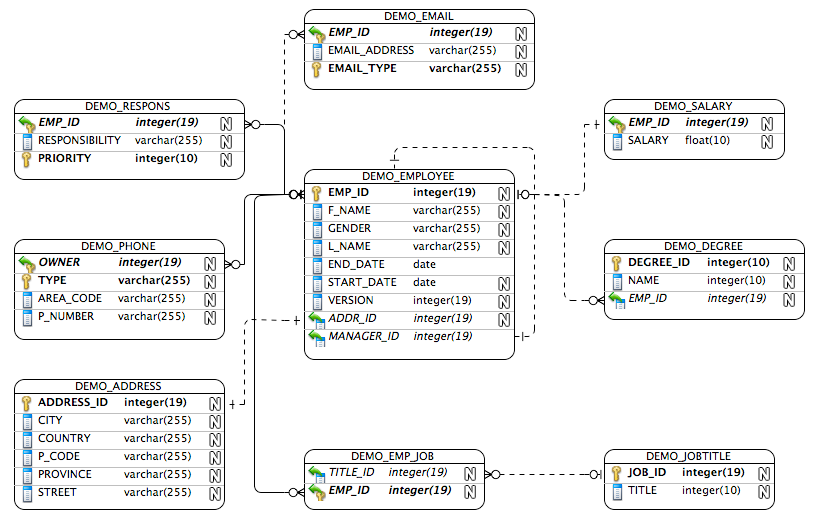 DEMO_EMAIL
EMP_ID integer(19) N
EMAIL_ADDRESS varchar(255) N
EMAIL_TYPE varchar(255) N
DEMO_RESPONS
EMP_ID integer(19) N
RESPONSIBILITY varchar(255) N
PRIORITY integer(10) N
DEMO_SALARY
EMP_ID integer(19) N
SALARY float(10) N
DEMO_EMPLOYEE
EMP_ID integer(19) N
F_NAME varchar(255) N
GENDER varchar(255) N
L_NAME varchar(255) N
END_DATE date
START_DATE date N
VERSION integer(19) N
ADDR_ID integer(19) N
MANAGER_ID integer(19)
DEMO_PHONE
OWNER integer(19) N
TYPE varchar(255) N
AREA_CODE varchar(255) N
P_NUMBER varchar(255) N
DEMO_DEGREE
DEGREE_ID integer(10) N
NAME integer(10) N
EMP_ID integer(19) N
DEMO_ADDRESS
ADDRESS_ID integer(19) N
CITY varchar(255) N
COUNTRY varchar(255) N
P_CODE varchar(255) N
PROVINCE varchar(255) N
STREET varchar(255) N
DEMO_EMP_JOB
TITLE_ID integer(19) N
EMP_ID integer(19) N
DEMO_JOBTITLE
JOB_ID integer(19) N
TITLE integer(10) N